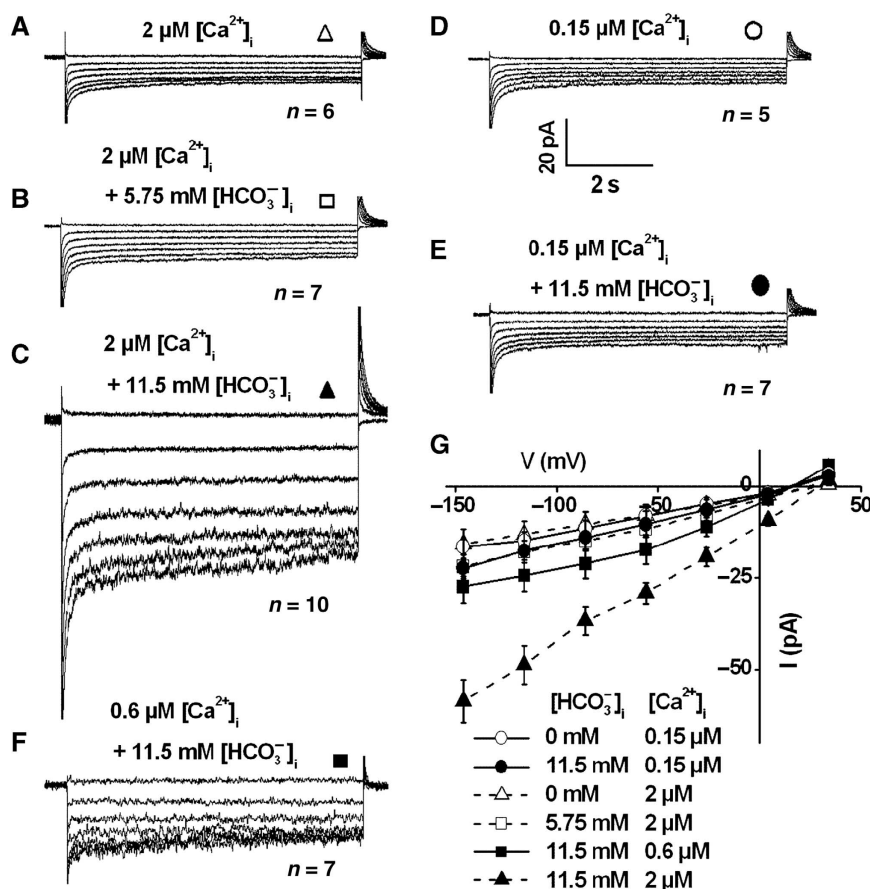 A
2 µM [Ca²⁺]ᵢ △
n = 6
B
2 µM [Ca²⁺]ᵢ
+ 5.75 mM [HCO₃⁻]ᵢ □
n = 7
C
2 µM [Ca²⁺]ᵢ
+ 11.5 mM [HCO₃⁻]ᵢ ▲
n = 10
F
0.6 µM [Ca²⁺]ᵢ
+ 11.5 mM [HCO₃⁻]ᵢ ■
n = 7
D
0.15 µM [Ca²⁺]ᵢ ○
n = 5
20 pA
2 s
E
0.15 µM [Ca²⁺]ᵢ
+ 11.5 mM [HCO₃⁻]ᵢ ●
n = 7
G
V (mV)
−150 −100 −50 0 50
−25
−50
I (pA)
[HCO₃⁻]ᵢ [Ca²⁺]ᵢ
0 mM 0.15 µM
11.5 mM 0.15 µM
0 mM 2 µM
5.75 mM 2 µM
11.5 mM 0.6 µM
11.5 mM 2 µM